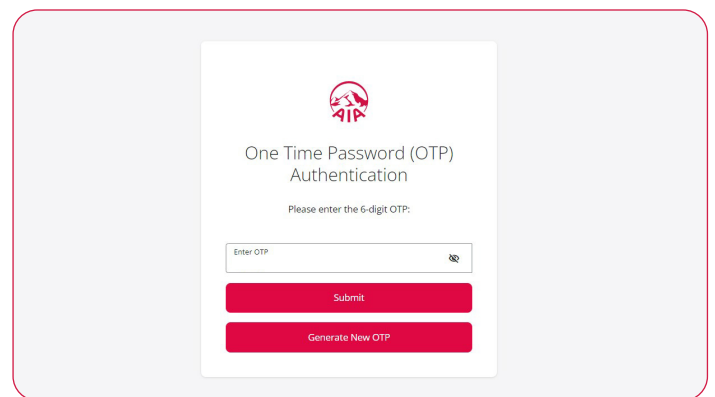 AIA
One Time Password (OTP)
Authentication
Please enter the 6-digit OTP:
Enter OTP
Submit
Generate New OTP